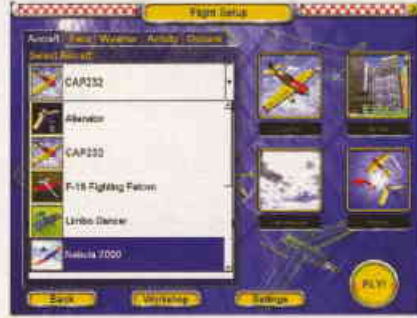 Flight Setup
Aircraft Field Weather Activity Options
Select Aircraft
CAP232
Alienator
CAP232
F-16 Fighting Falcon
Limbo Dancer
Nebula 2000
Back
Workshop
Settings
FLY!